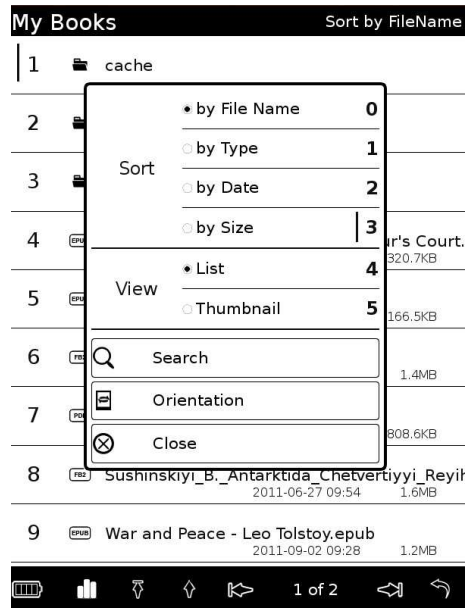 My Books Sort by FileName
1 cache
2
3
4 ur's Court.
320.7KB
5
166.5KB
6 FB2
1.4MB
7
808.6KB
8 FB2 Sushinskiyi_B._Antarktida_Chetvertiyyi_Reyih
2011-06-27 09:54 1.6MB
9 EPUB War and Peace - Leo Tolstoy.epub
2011-09-02 09:28 1.2MB
Sort
by File Name 0
by Type 1
by Date 2
by Size 3
View
List 4
Thumbnail 5
Search
Orientation
Close
1 of 2